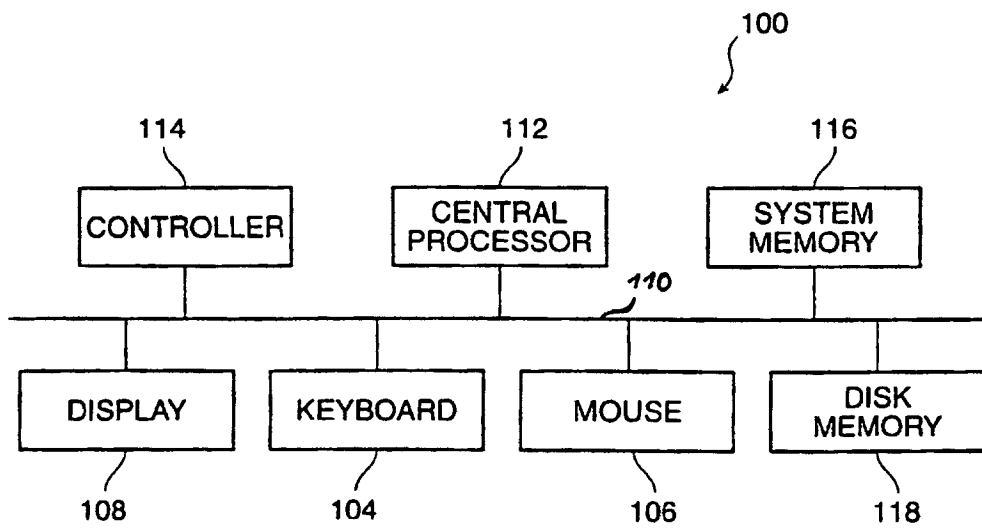 100
114
112
116
CONTROLLER
CENTRAL
PROCESSOR
SYSTEM
MEMORY
110
DISPLAY
KEYBOARD
MOUSE
DISK
MEMORY
108
104
106
118